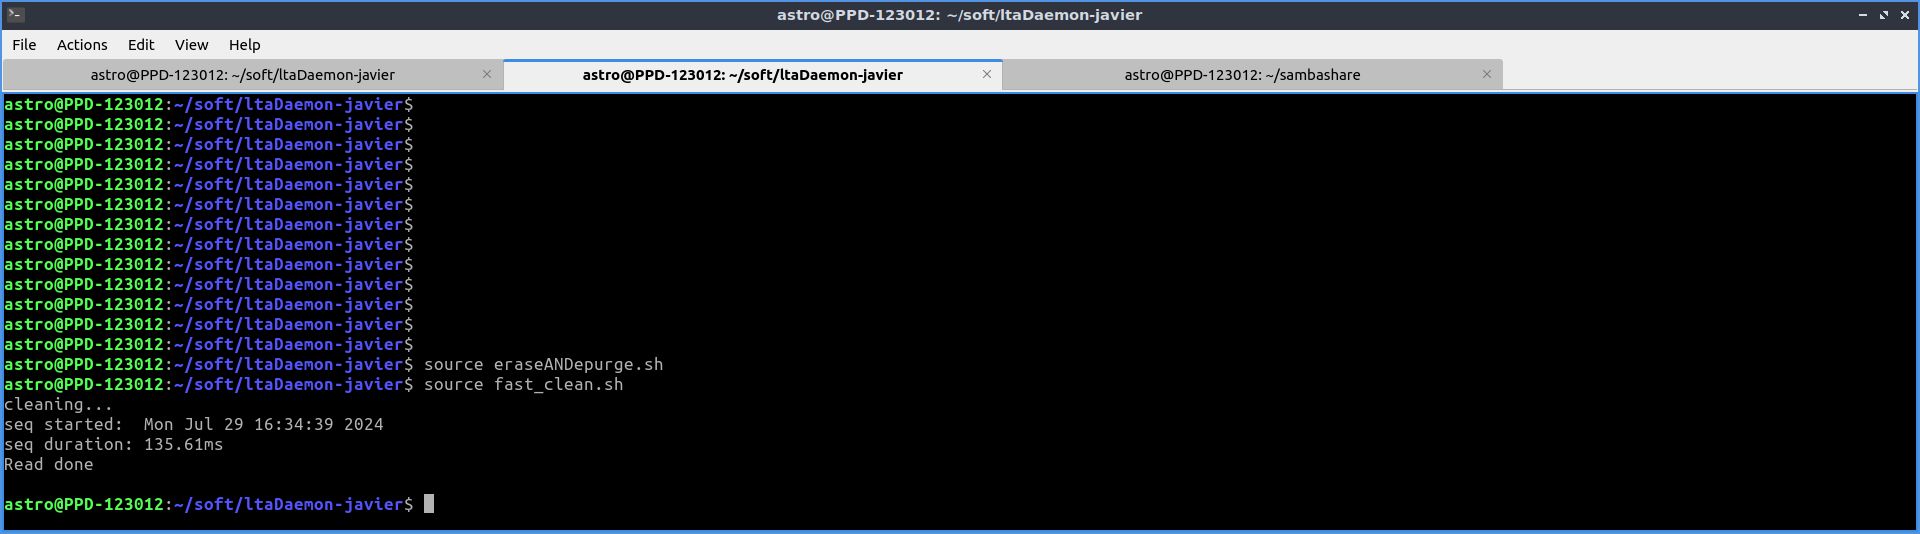 astro@PPD-123012: ~/soft/ltaDaemon-javier
File Actions Edit View Help
astro@PPD-123012: ~/soft/ltaDaemon-javier astro@PPD-123012: ~/soft/ltaDaemon-javier astro@PPD-123012: ~/sambashare
astro@PPD-123012:~/soft/ltaDaemon-javier$
astro@PPD-123012:~/soft/ltaDaemon-javier$
astro@PPD-123012:~/soft/ltaDaemon-javier$
astro@PPD-123012:~/soft/ltaDaemon-javier$
astro@PPD-123012:~/soft/ltaDaemon-javier$
astro@PPD-123012:~/soft/ltaDaemon-javier$
astro@PPD-123012:~/soft/ltaDaemon-javier$
astro@PPD-123012:~/soft/ltaDaemon-javier$
astro@PPD-123012:~/soft/ltaDaemon-javier$
astro@PPD-123012:~/soft/ltaDaemon-javier$
astro@PPD-123012:~/soft/ltaDaemon-javier$
astro@PPD-123012:~/soft/ltaDaemon-javier$
astro@PPD-123012:~/soft/ltaDaemon-javier$
astro@PPD-123012:~/soft/ltaDaemon-javier$ source eraseANDepurge.sh
astro@PPD-123012:~/soft/ltaDaemon-javier$ source fast_clean.sh
cleaning...
seq started:  Mon Jul 29 16:34:39 2024
seq duration: 135.61ms
Read done
astro@PPD-123012:~/soft/ltaDaemon-javier$